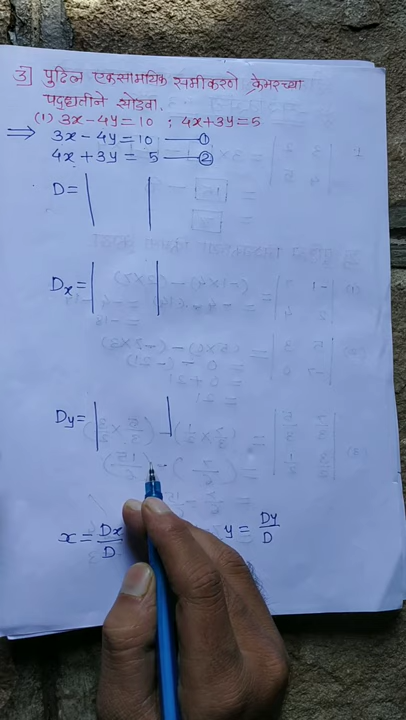 3] पुढिल एकसामयिक समीकरणे क्रेमरच्या
पद्धतीने सोडवा.
(1) 3x-4y=10 ; 4x+3y=5
⇒ 3x-4y=10 —①
4x+3y= 5 —②
D= | |
Dx= | |
Dy= | |
x = Dx/D y = Dy/D